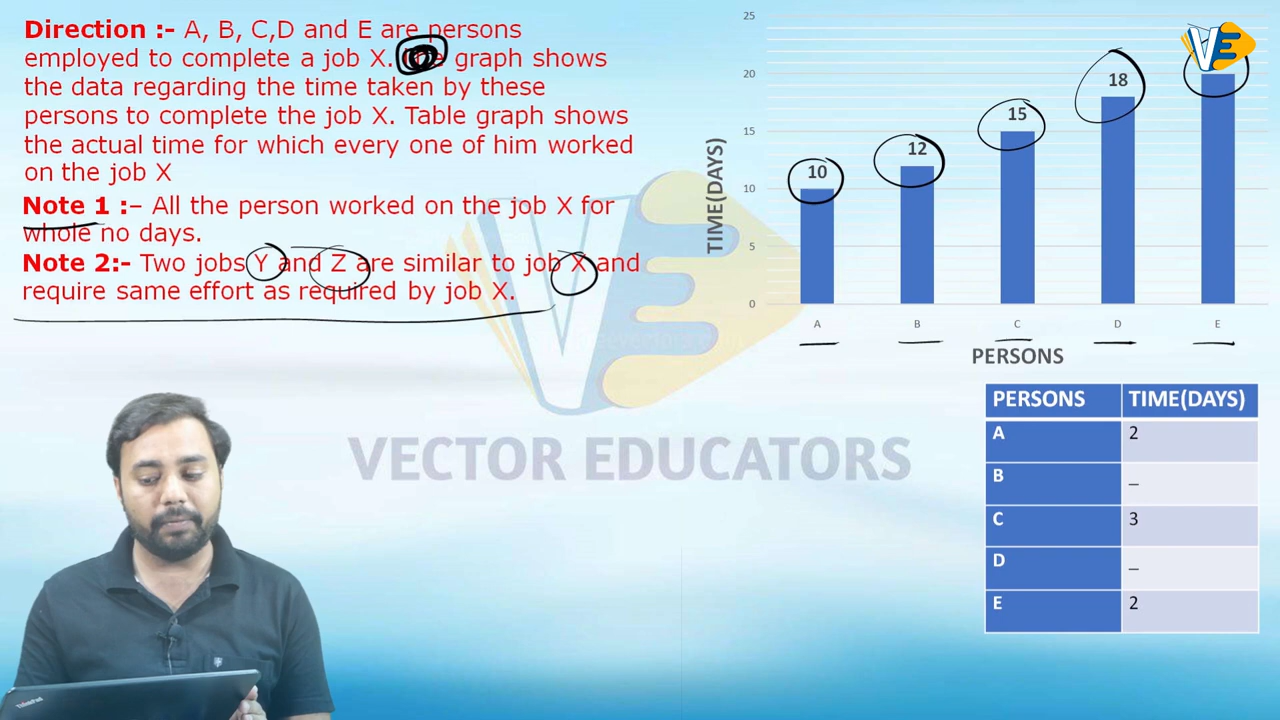 Direction :- A, B, C,D and E are persons
employed to complete a job X. graph shows
the data regarding the time taken by these
persons to complete the job X. Table graph shows
the actual time for which every one of him worked
on the job X
Note 1 :– All the person worked on the job X for
whole no days.
Note 2:- Two jobs Y and Z are similar to job X and
require same effort as required by job X.
25
20
15
10
5
0
TIME(DAYS)
10
12
15
18
A
B
C
D
E
PERSONS
VE
VECTOR EDUCATORS
PERSONS TIME(DAYS)
A 2
B _
C 3
D _
E 2
ThinkPad